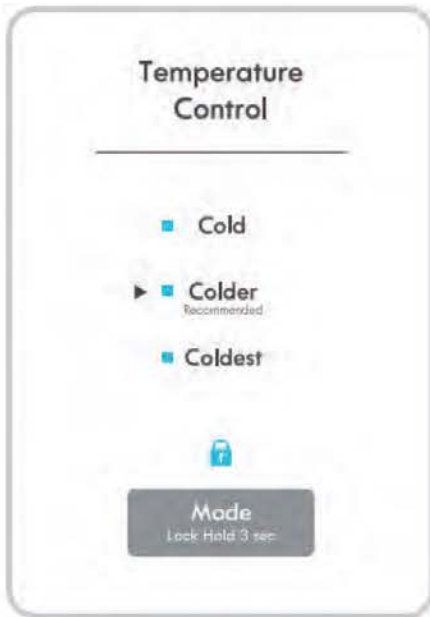 Temperature
Control
Cold
Colder
Recommended
Coldest
Mode
Lock Hold 3 sec